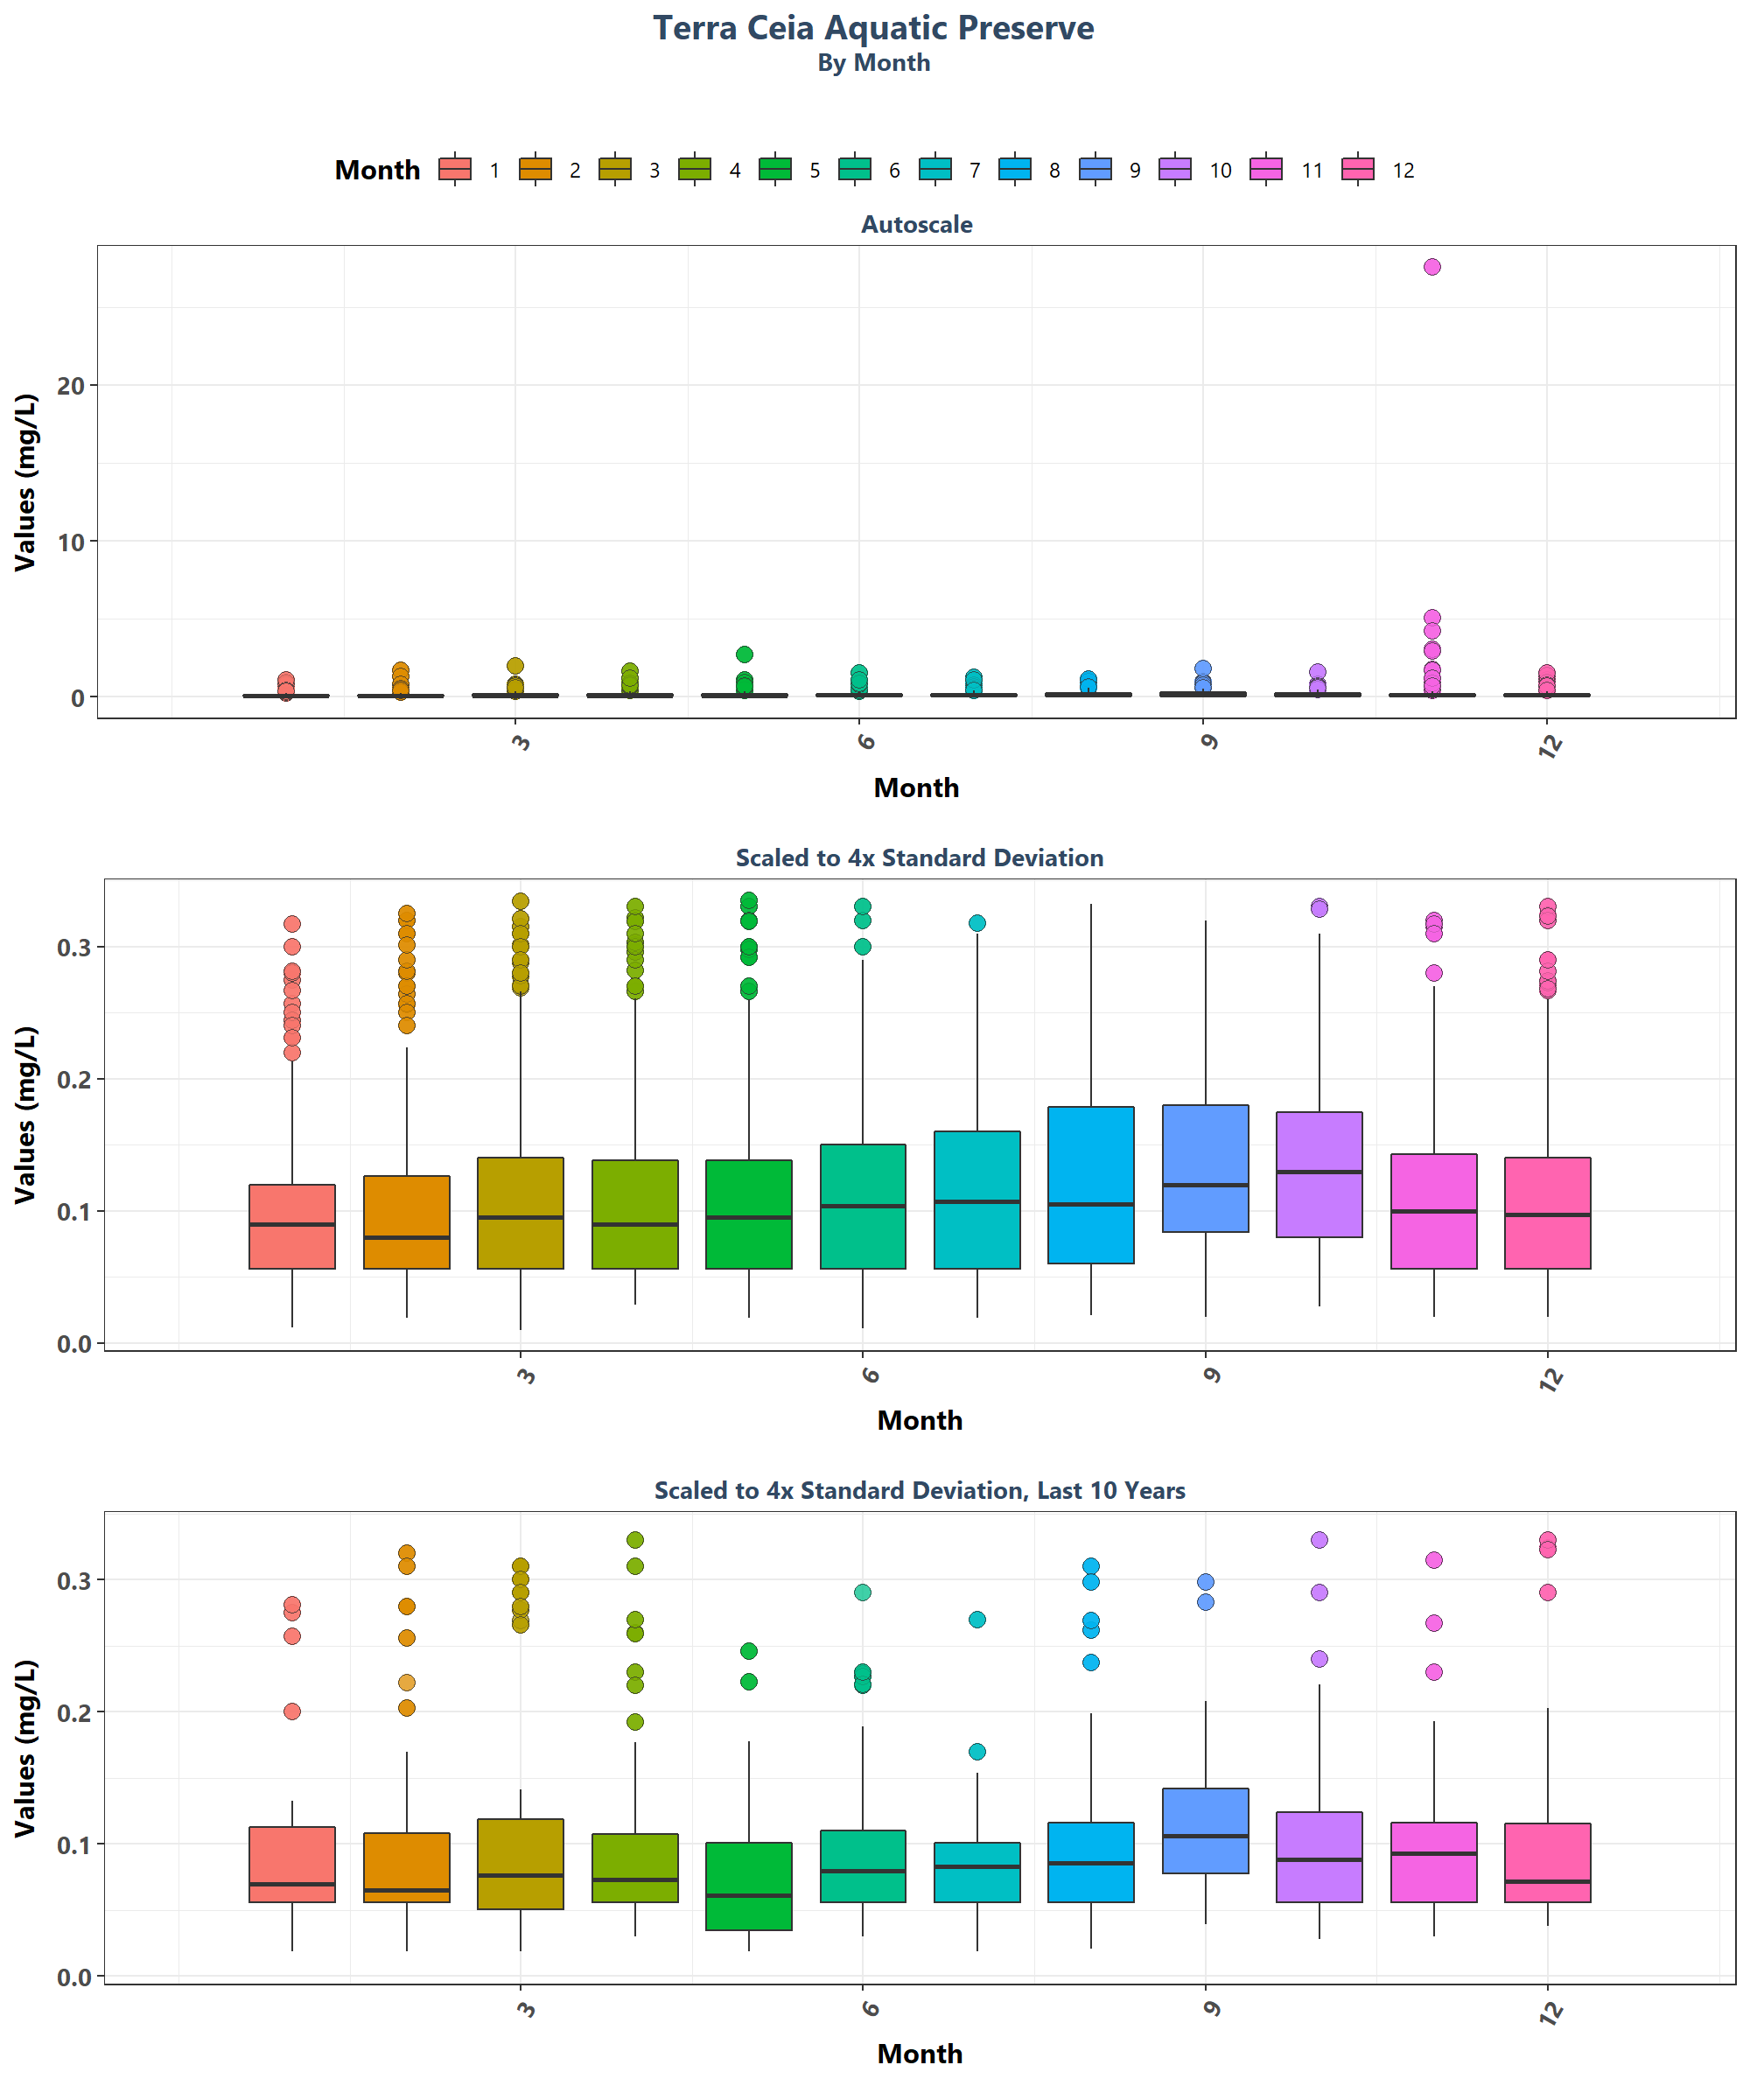 Terra Ceia Aquatic Preserve
By Month
Month 1 2 3 4 5 6 7 8 9 10 11 12
Autoscale
Values (mg/L)
20
10
0
3 6 9 12
Month
Scaled to 4x Standard Deviation
Values (mg/L)
0.3
0.2
0.1
0.0
3 6 9 12
Month
Scaled to 4x Standard Deviation, Last 10 Years
Values (mg/L)
0.3
0.2
0.1
0.0
3 6 9 12
Month